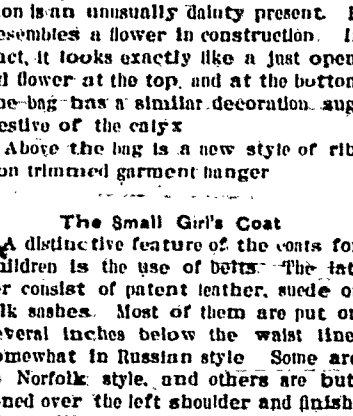 on is an unusually dainty present. I
esembles a flower in construction. I
act, it looks exactly like a just open
d flower at the top, and at the bottom
he bag has a similar decoration sug
estive of the calyx
Above the bag is a new style of rib
on trimmed garment hanger
The Small Girl's Coat
A distinctive feature of the coats fo
hildren is the use of belts. The lat
er consist of patent leather, suede o
lk sashes. Most of them are put on
everal inches below the waist line
omewhat in Russian style Some are
Norfolk style, and others are but
ned over the left shoulder and finish